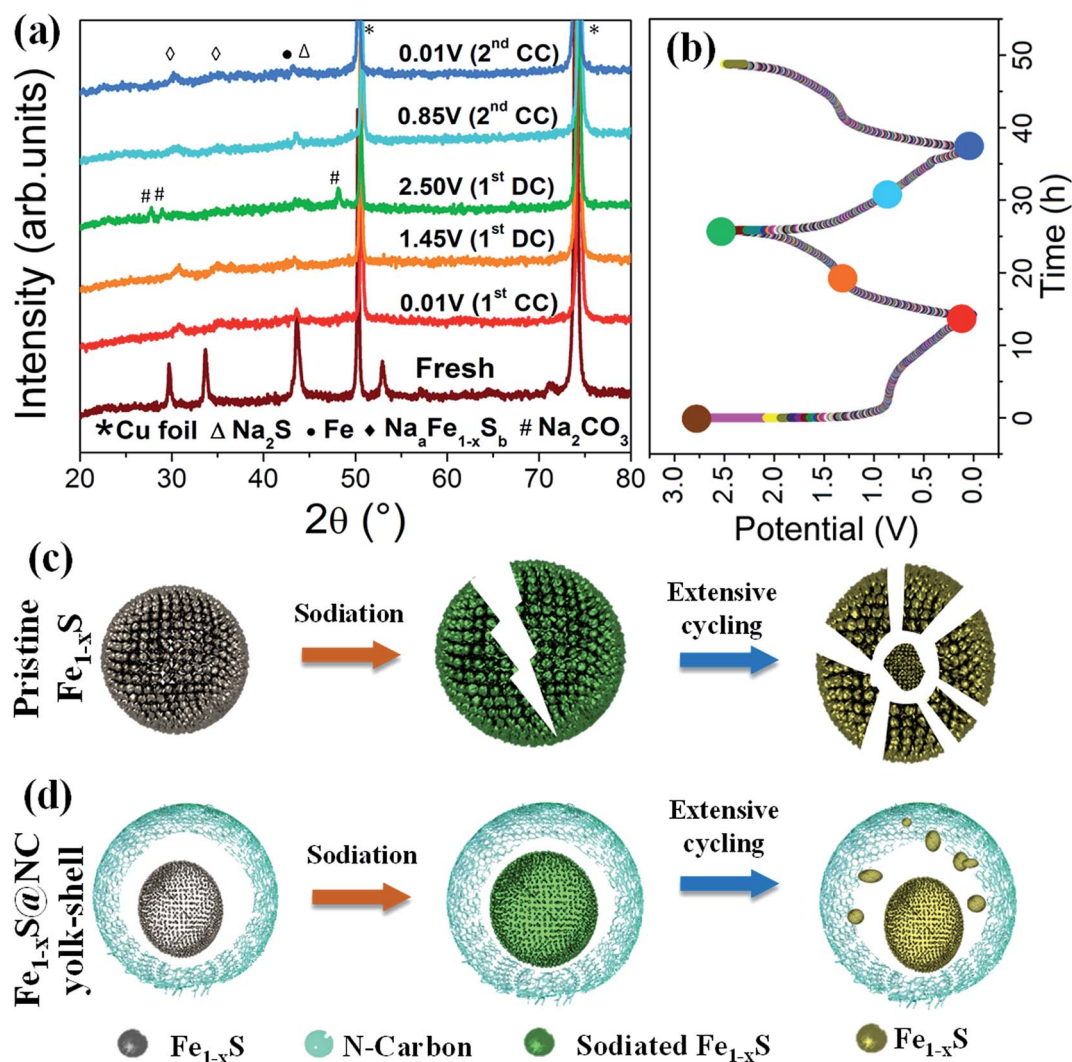 (a)
Intensity (arb.units)
◊ ◊ ● Δ *
*
0.01V (2nd CC)
0.85V (2nd CC)
2.50V (1st DC)
# # #
1.45V (1st DC)
0.01V (1st CC)
Fresh
*Cu foil Δ Na2S • Fe ♦ NaaFe1-xSb # Na2CO3
20 30 40 50 60 70 80
2θ (°)
(b)
50
40
30
20
10
0
Time (h)
3.0 2.5 2.0 1.5 1.0 0.5 0.0
Potential (V)
(c)
Pristine
Fe1-xS
Sodiation
Extensive
cycling
(d)
Fe1-xS@NC
yolk-shell
Sodiation
Extensive
cycling
Fe1-xS N-Carbon Sodiated Fe1-xS Fe1-xS